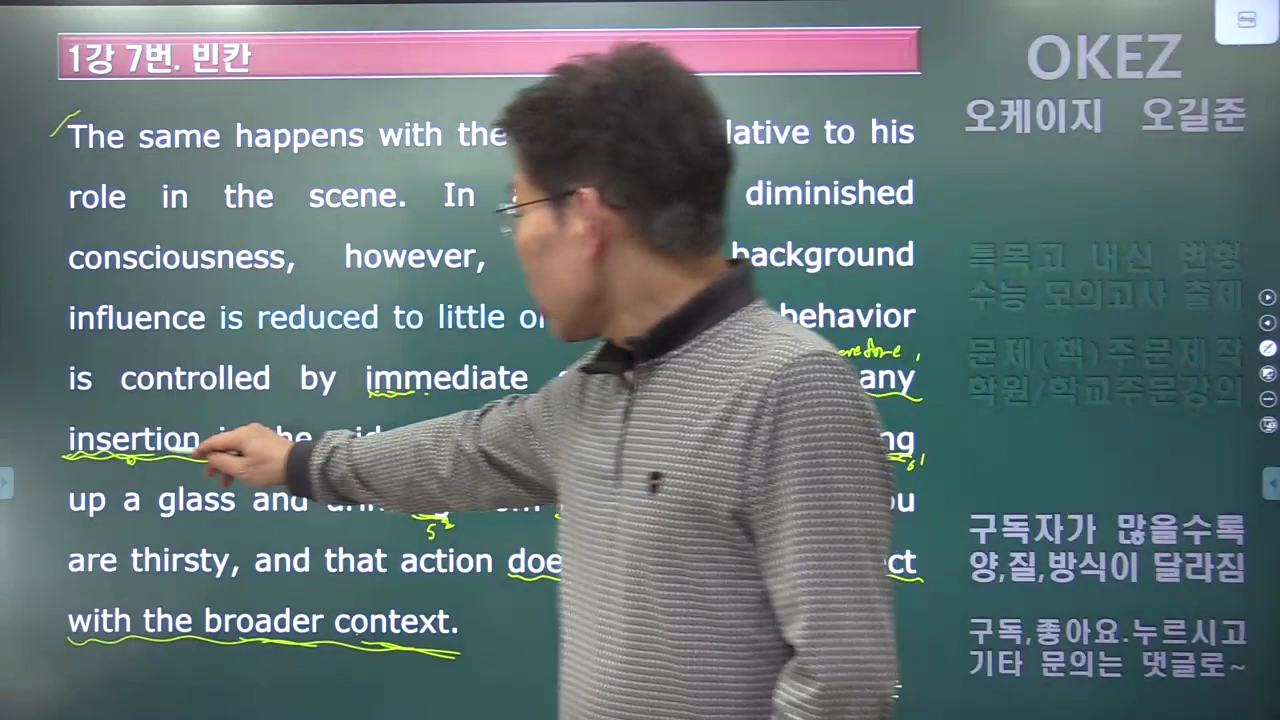 1강 7번. 빈칸
The same happens with the lative to his
role in the scene. In diminished
consciousness, however, background
influence is reduced to little or behavior
is controlled by immediate any
insertion
up a glass and
are thirsty, and that action
with the broader context.
OKEZ
오케이지 오길준
특목고 내신 변형
수능 모의고사 출제
문제(책)주문제작
학원/학교주문강의
구독자가 많을수록
양,질,방식이 달라짐
구독,좋아요.누르시고
기타 문의는 댓글로~